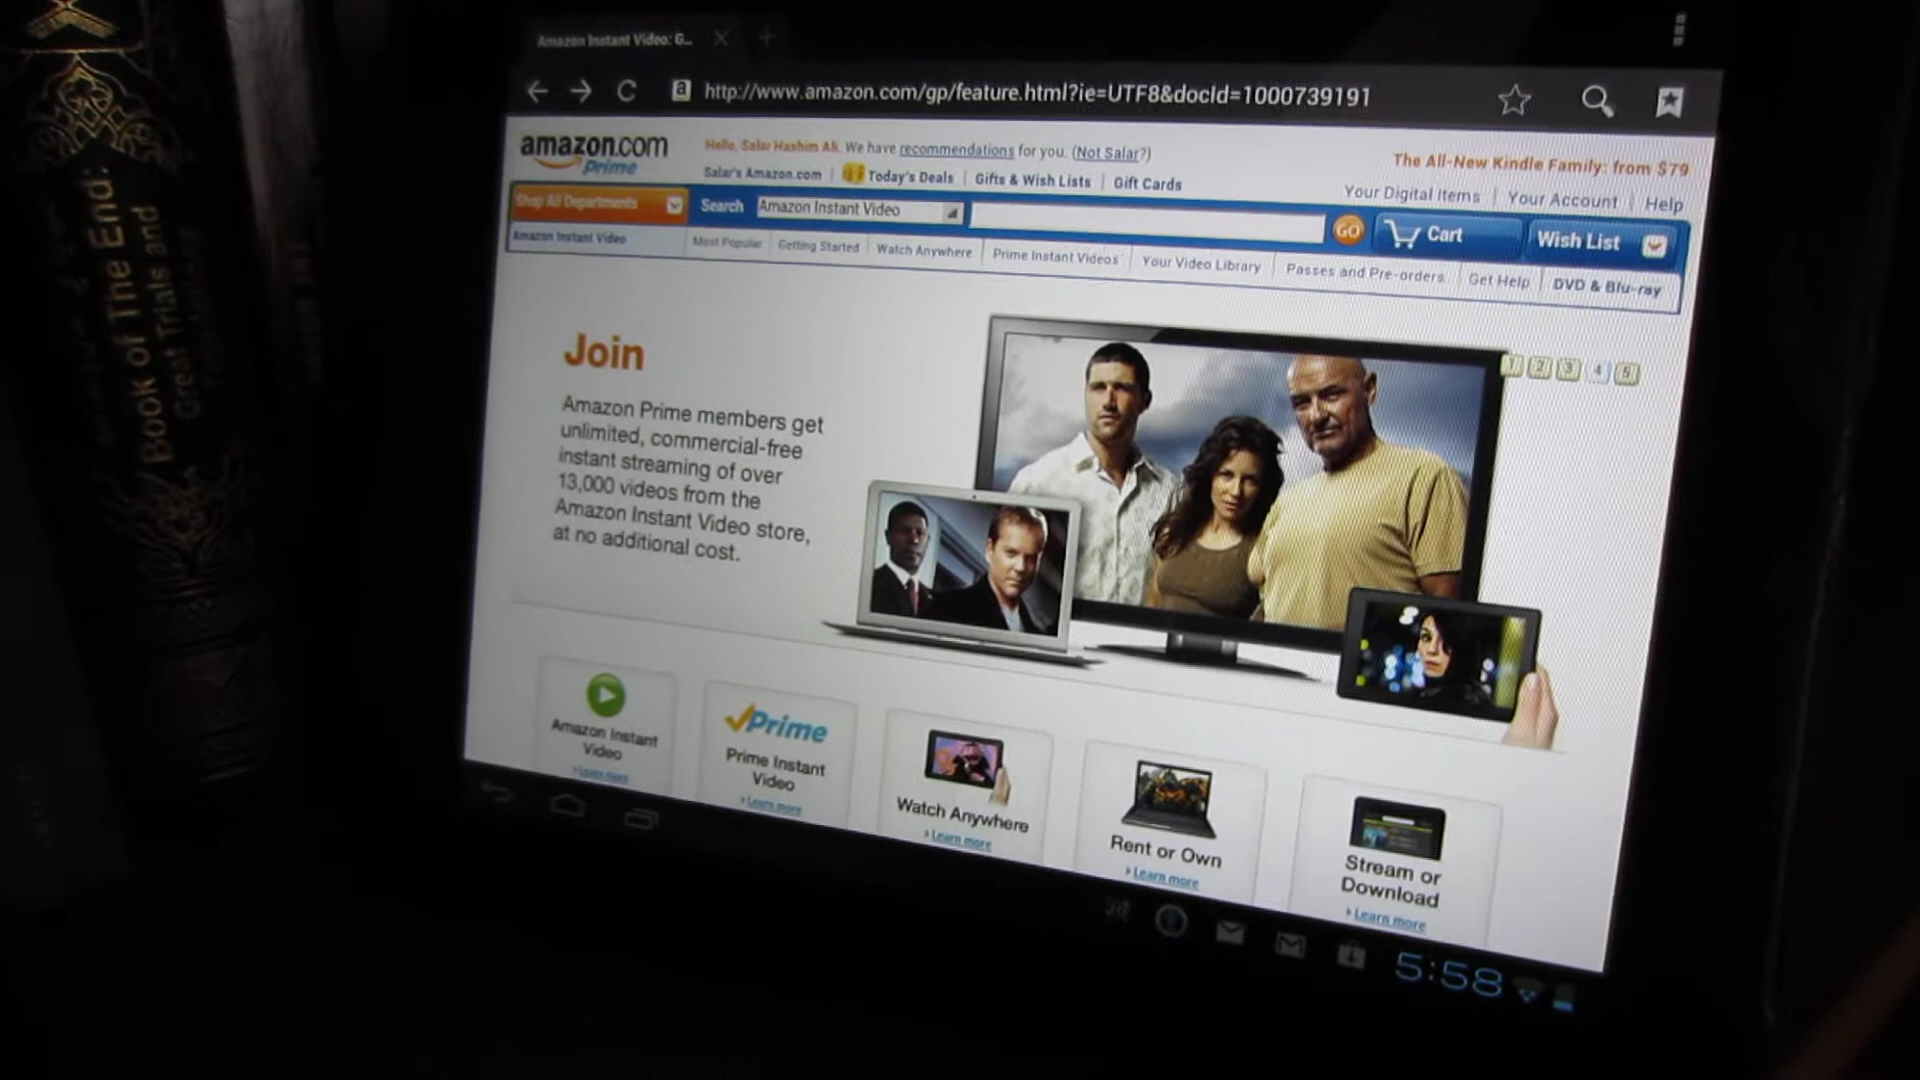 Book of The End:
Great Trials and
Amazon Instant Video: G...
http://www.amazon.com/gp/feature.html?ie=UTF8&docId=1000739191
amazon.com
Prime
Hello, Salar Hashim Ali. We have recommendations for you. (Not Salar?)
The All-New Kindle Family: from $79
Salar's Amazon.com
Today's Deals
Gifts & Wish Lists
Gift Cards
Your Digital Items
Your Account
Help
Shop All Departments
Search
Amazon Instant Video
GO
Cart
Wish List
Amazon Instant Video
Most Popular
Getting Started
Watch Anywhere
Prime Instant Videos
Your Video Library
Passes and Pre-orders
Get Help
DVD & Blu-ray
1 2 3 4 5
Join
Amazon Prime members get
unlimited, commercial-free
instant streaming of over
13,000 videos from the
Amazon Instant Video store,
at no additional cost.
Amazon Instant
Video
Learn more
Prime
Prime Instant
Video
Learn more
Watch Anywhere
Learn more
Rent or Own
Learn more
Stream or
Download
Learn more
5:58